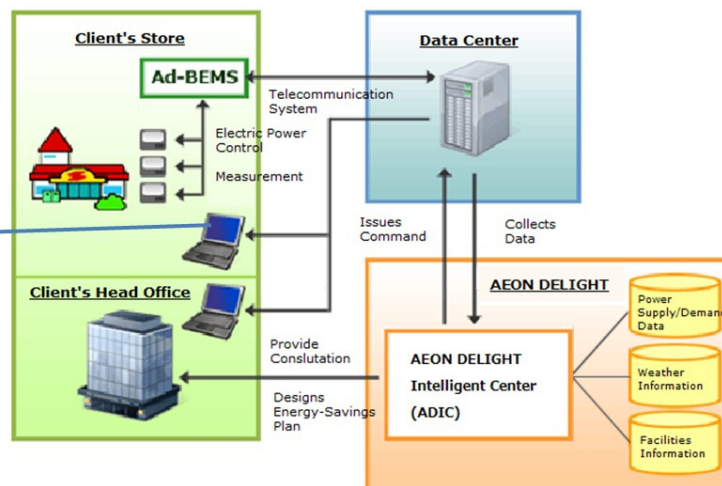 Client's Store
Ad-BEMS
Telecommunication
System
Electric Power
Control
Measurement
Data Center
Issues
Command
Collects
Data
Client's Head Office
Provide
Conslutation
Designs
Energy-Savings
Plan
AEON DELIGHT
AEON DELIGHT
Intelligent Center
(ADIC)
Power
Supply/Demand
Data
Weather
Information
Facilities
Information